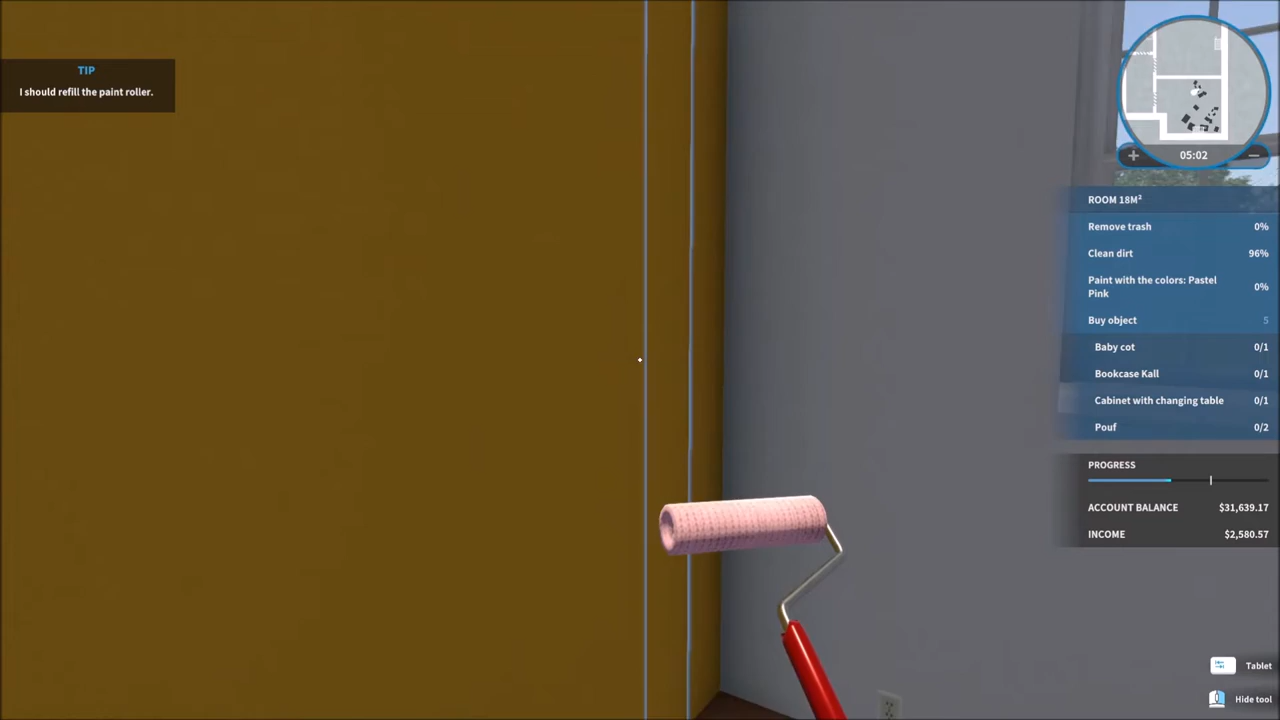 TIP
I should refill the paint roller.
05:02
ROOM 18M²
Remove trash 0%
Clean dirt 96%
Paint with the colors: Pastel
Pink 0%
Buy object 5
Baby cot 0/1
Bookcase Kall 0/1
Cabinet with changing table 0/1
Pouf 0/2
PROGRESS
ACCOUNT BALANCE $31,639.17
INCOME $2,580.57
Tablet
Hide tool